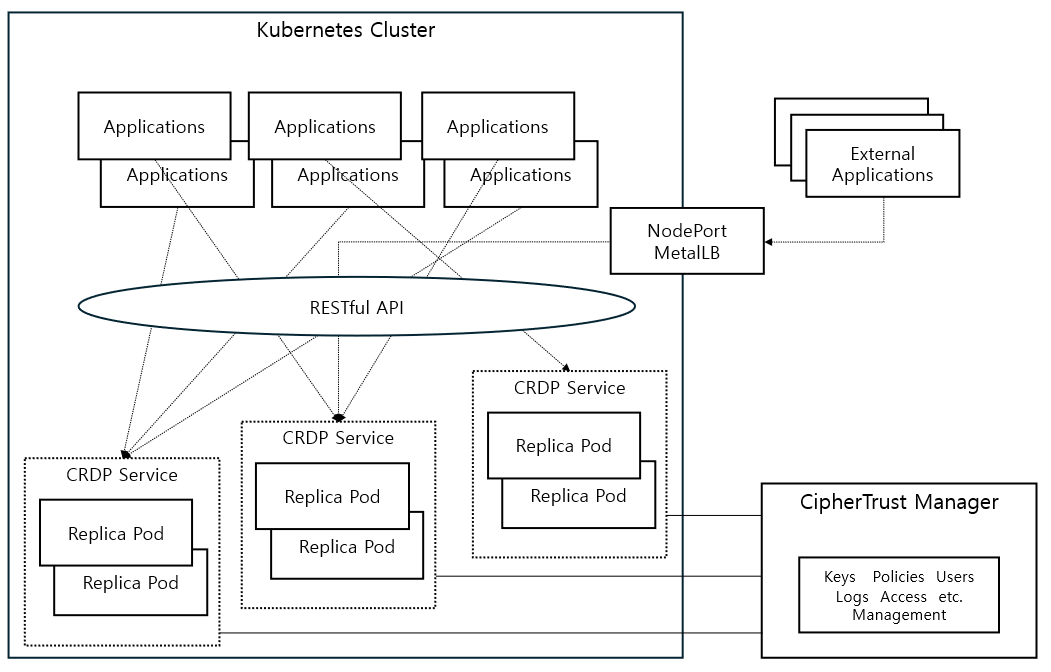 Kubernetes Cluster
Applications
Applications
Applications
Applications
Applications
Applications
External
Applications
NodePort
MetalLB
RESTful API
CRDP Service
Replica Pod
Replica Pod
CRDP Service
Replica Pod
Replica Pod
CRDP Service
Replica Pod
Replica Pod
CipherTrust Manager
Keys Policies Users
Logs Access etc.
Management